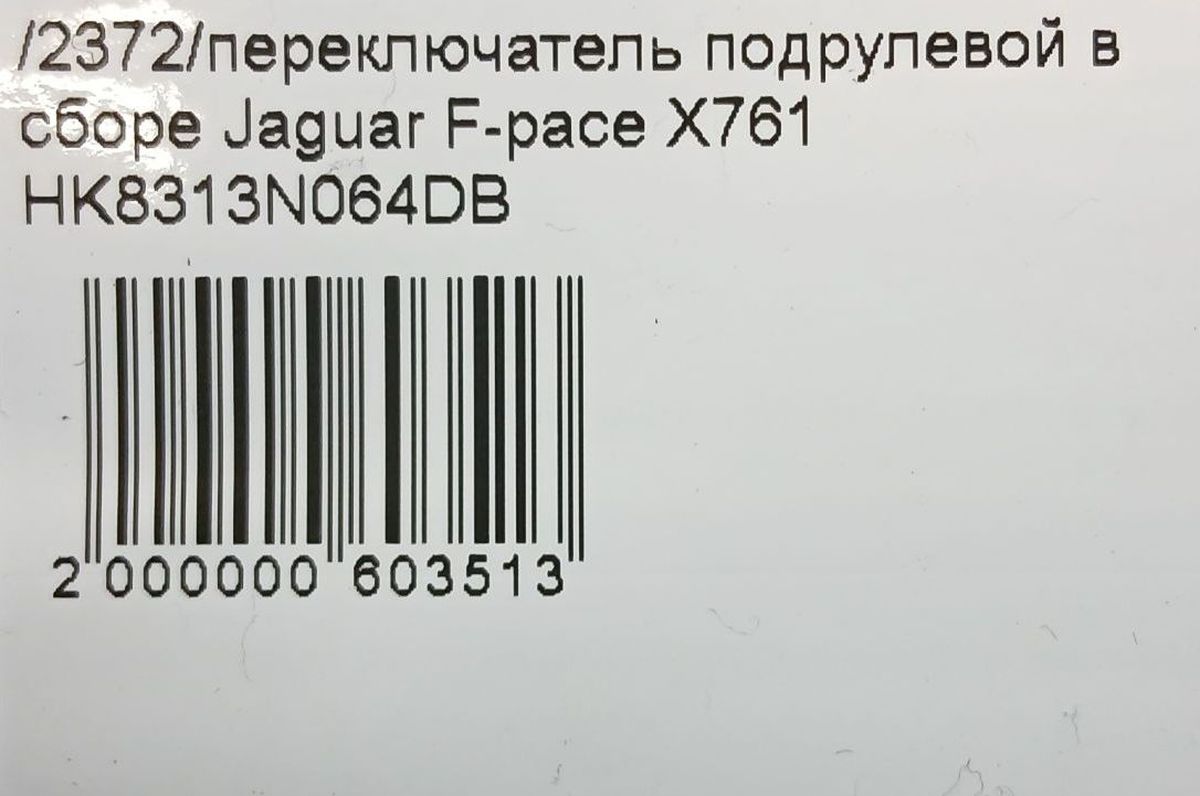 /2372/переключатель подрулевой в
сборе Jaguar F-pace X761
HK8313N064DB
2 000000 603513